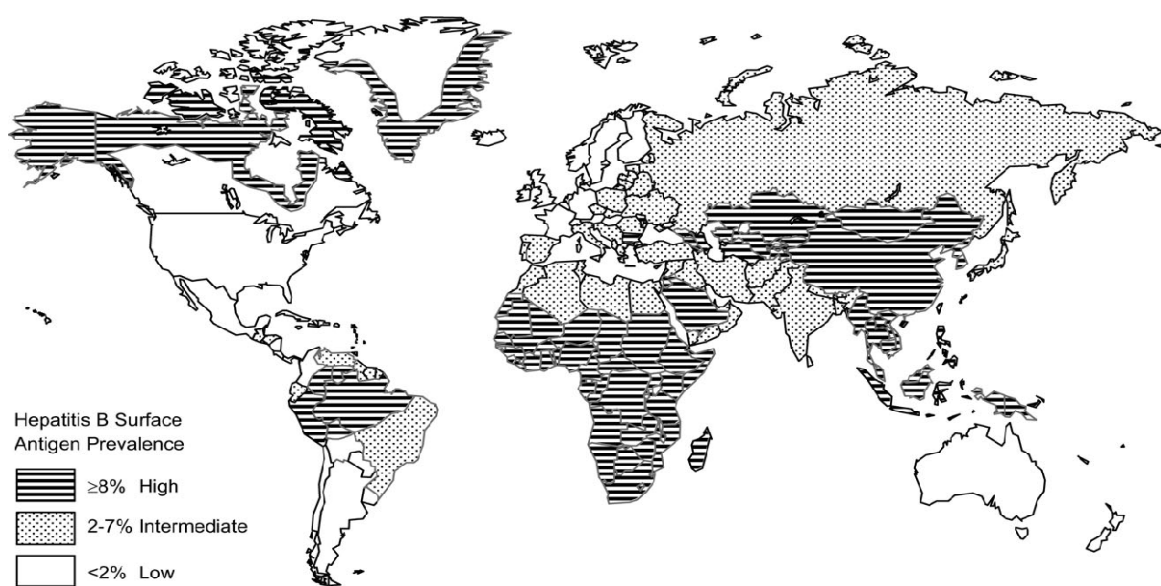 Hepatitis B Surface
Antigen Prevalence
≥8% High
2-7% Intermediate
<2% Low